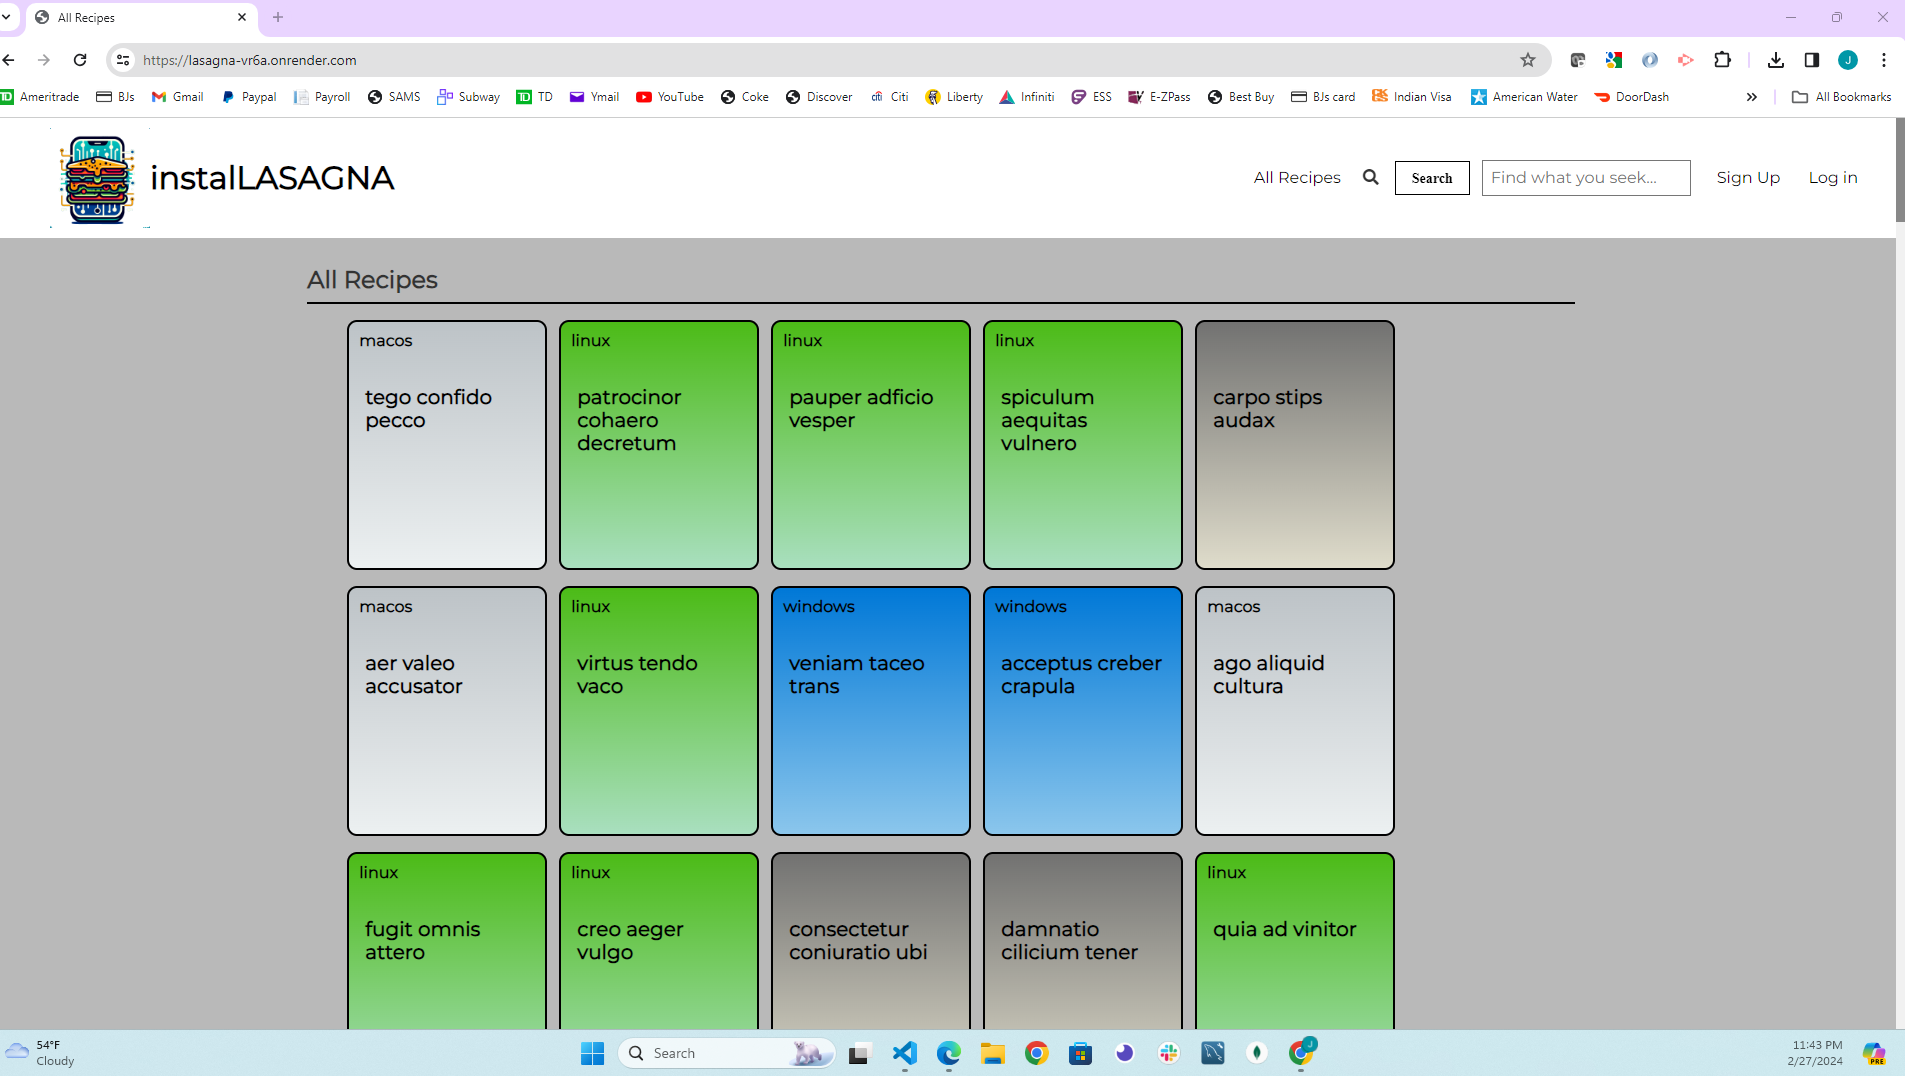 All Recipes
https://lasagna-vr6a.onrender.com
Ameritrade BJs Gmail Paypal Payroll SAMS Subway TD Ymail YouTube Coke Discover Citi Liberty Infiniti ESS E-ZPass Best Buy BJs card Indian Visa American Water DoorDash » All Bookmarks
instalLASAGNA All Recipes Search Find what you seek... Sign Up Log in
All Recipes
macos linux linux linux
tego confido patrocinor pauper adficio spiculum carpo stips
pecco cohaero vesper aequitas audax
decretum vulnero
macos linux windows windows macos
aer valeo virtus tendo veniam taceo acceptus creber ago aliquid
accusator vaco trans crapula cultura
linux linux linux
fugit omnis creo aeger consectetur damnatio quia ad vinitor
attero vulgo coniuratio ubi cilicium tener
54°F
Cloudy
Search
11:43 PM
2/27/2024
PRE